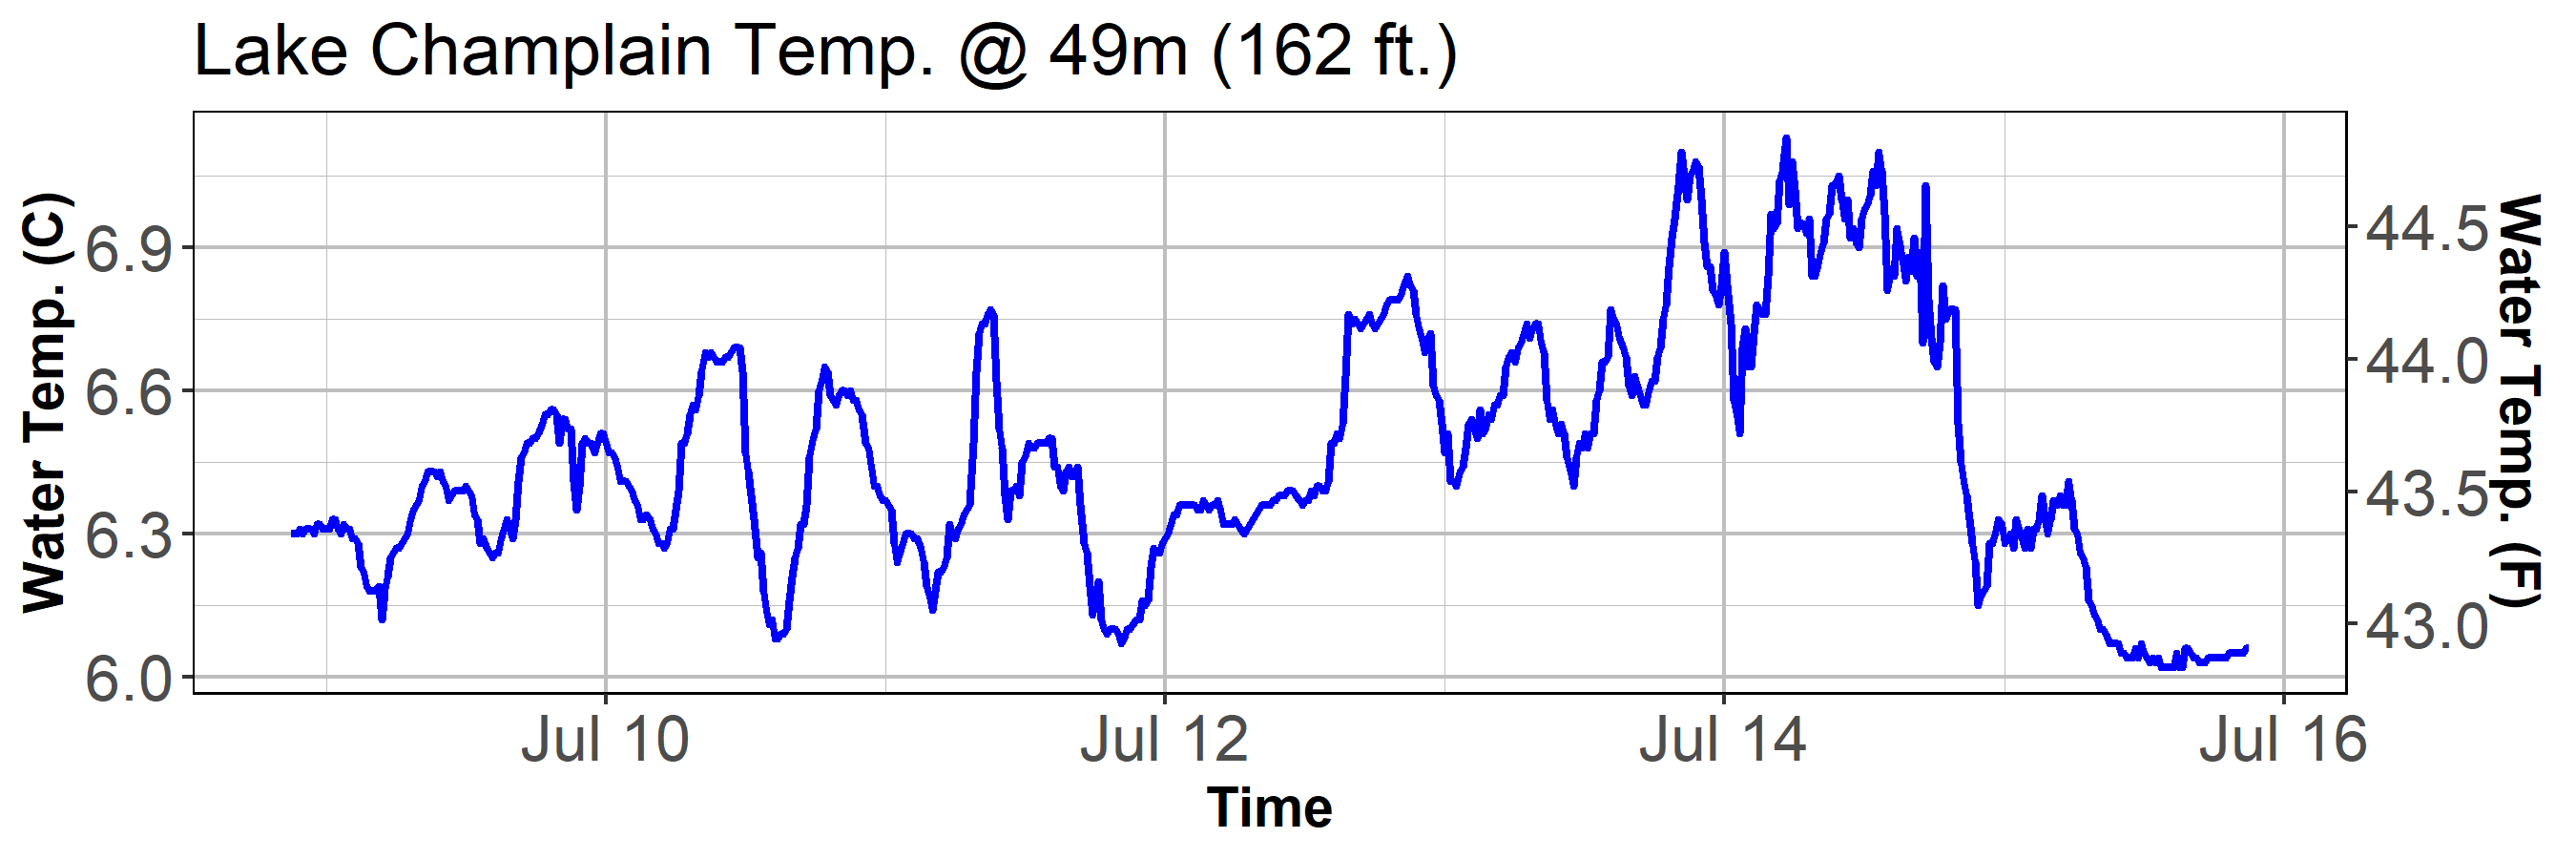 Lake Champlain Temp. @ 49m (162 ft.)
Water Temp. (C)
6.9
6.6
6.3
6.0
44.5
44.0
43.5
43.0
Water Temp. (F)
Jul 10 Jul 12 Jul 14 Jul 16
Time